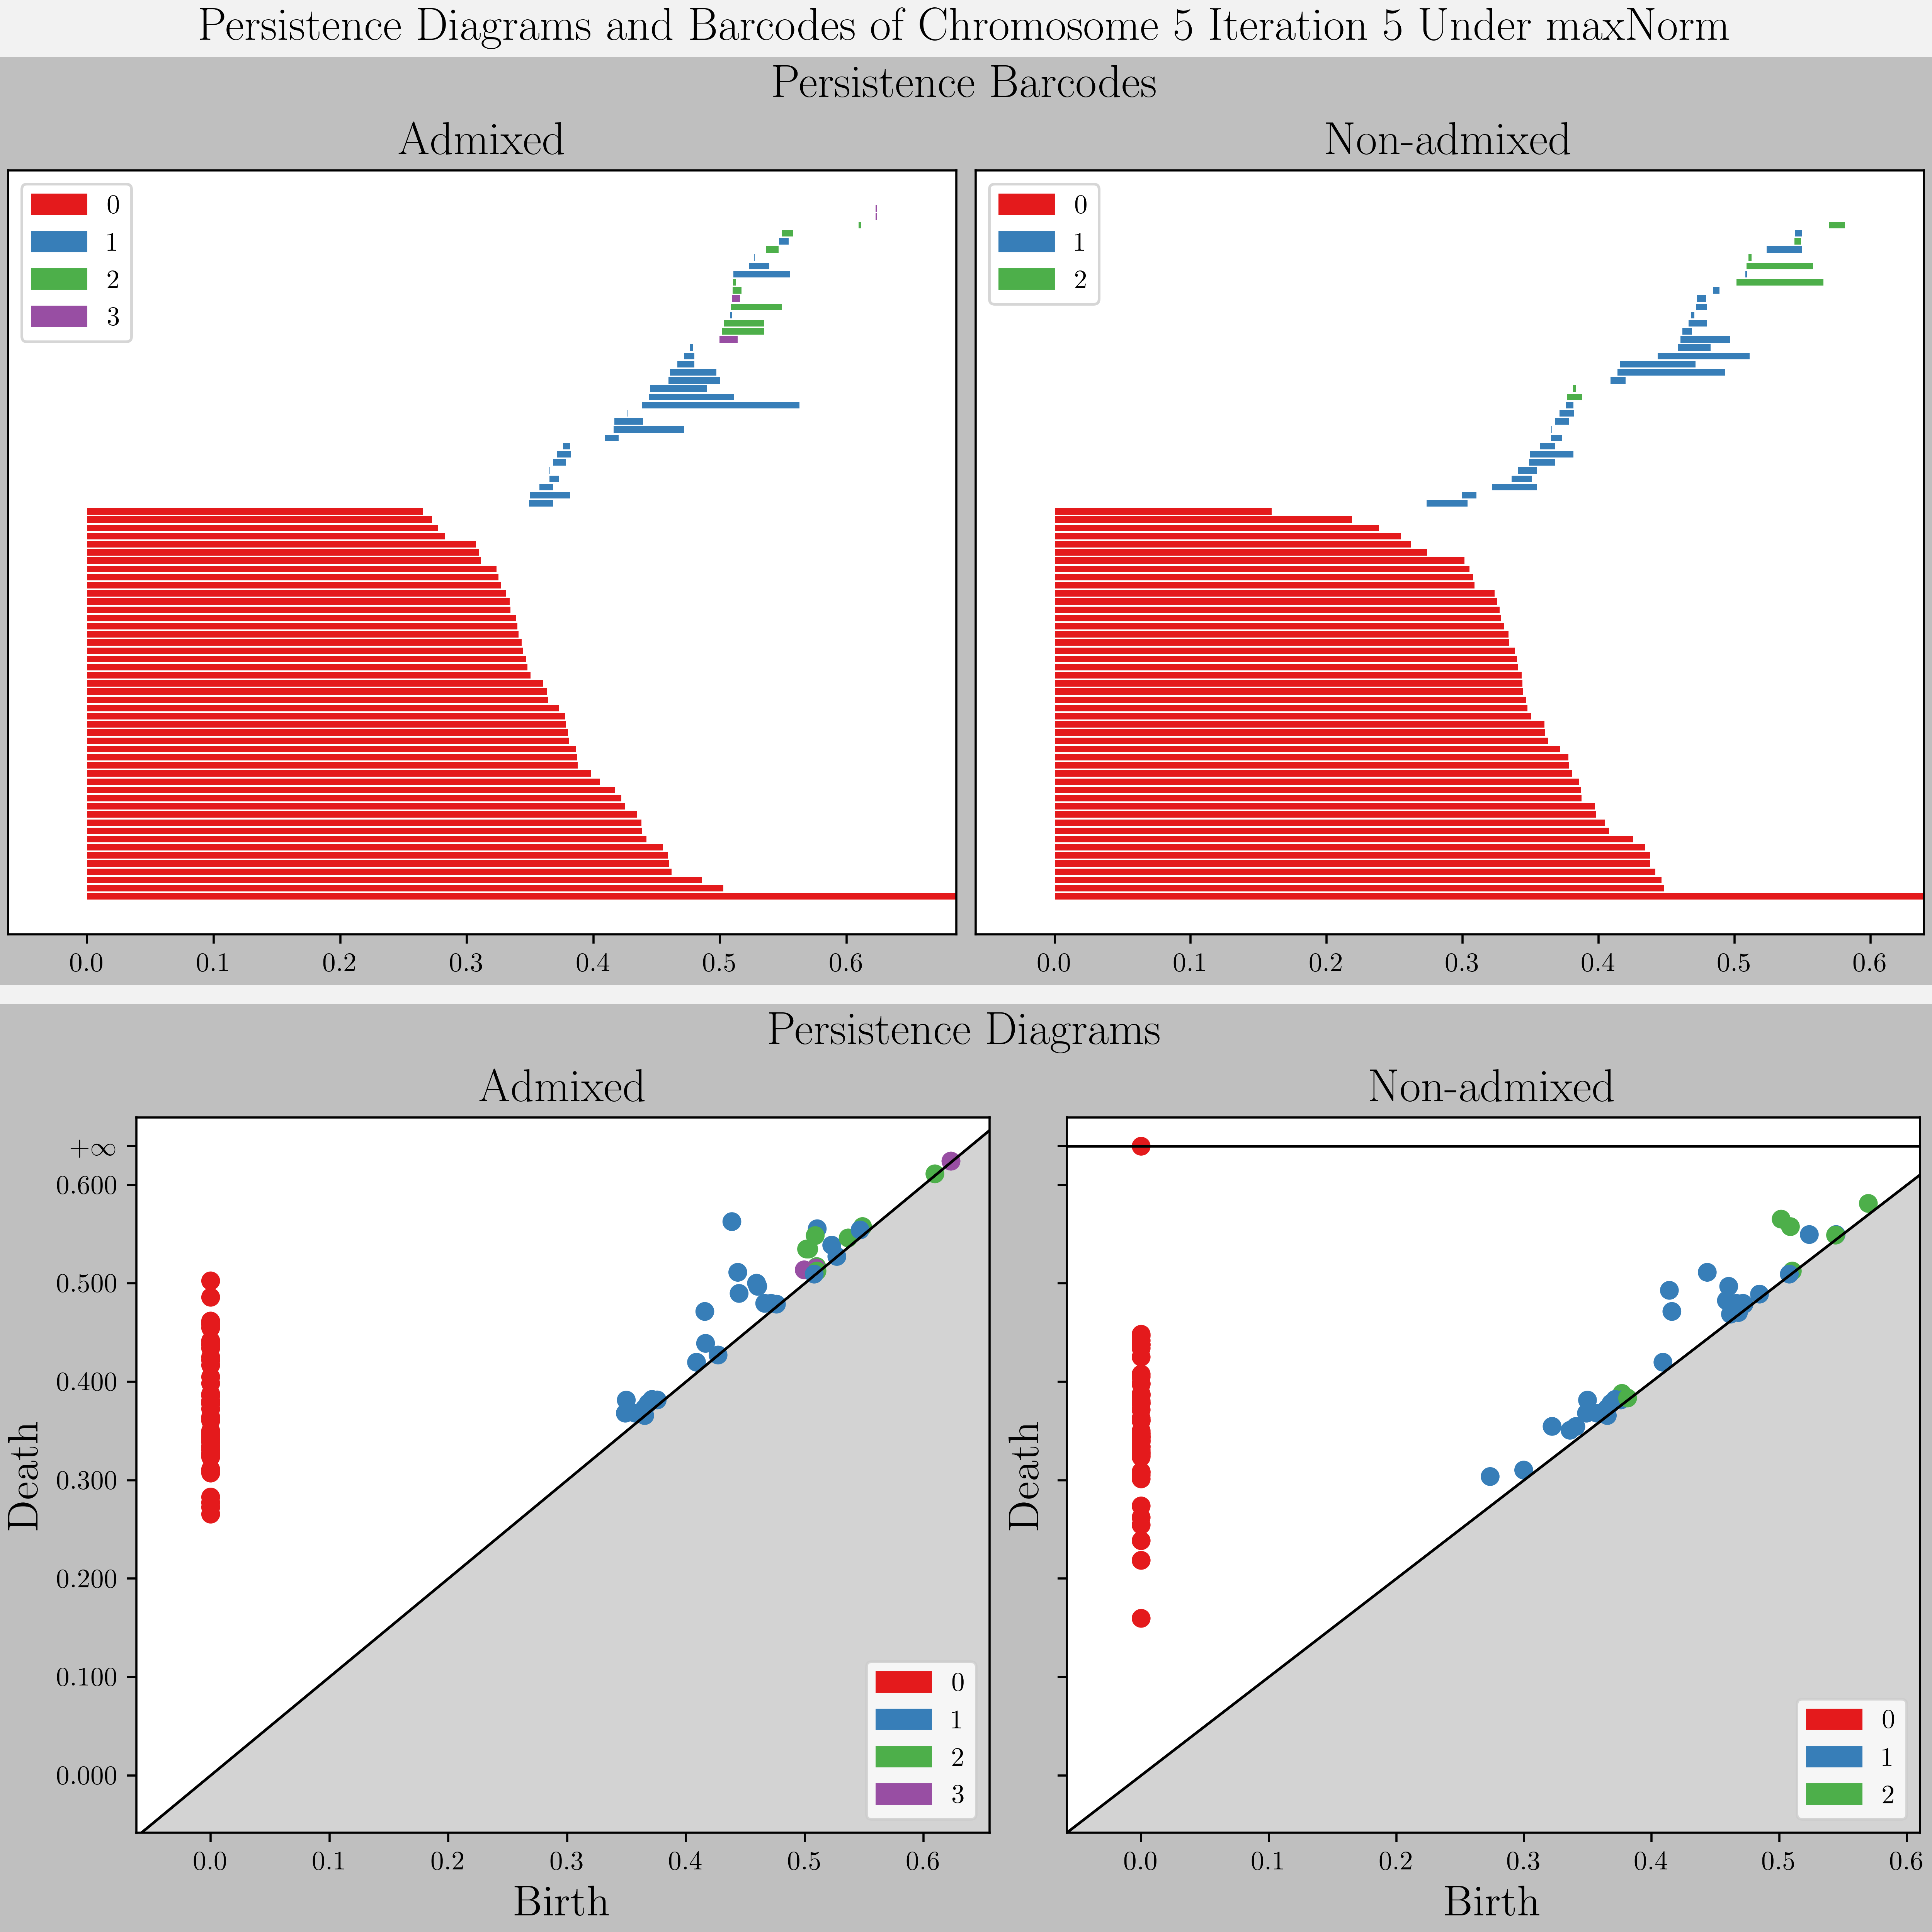 Persistence Diagrams and Barcodes of Chromosome 5 Iteration 5 Under maxNorm
Persistence Barcodes
Admixed
Non-admixed
0
1
2
3
0
1
2
0.0 0.1 0.2 0.3 0.4 0.5 0.6
0.0 0.1 0.2 0.3 0.4 0.5 0.6
Persistence Diagrams
Admixed
Non-admixed
+∞
0.600
0.500
0.400
0.300
0.200
0.100
0.000
Death
0
1
2
3
0.0 0.1 0.2 0.3 0.4 0.5 0.6
Birth
Death
0
1
2
0.0 0.1 0.2 0.3 0.4 0.5 0.6
Birth